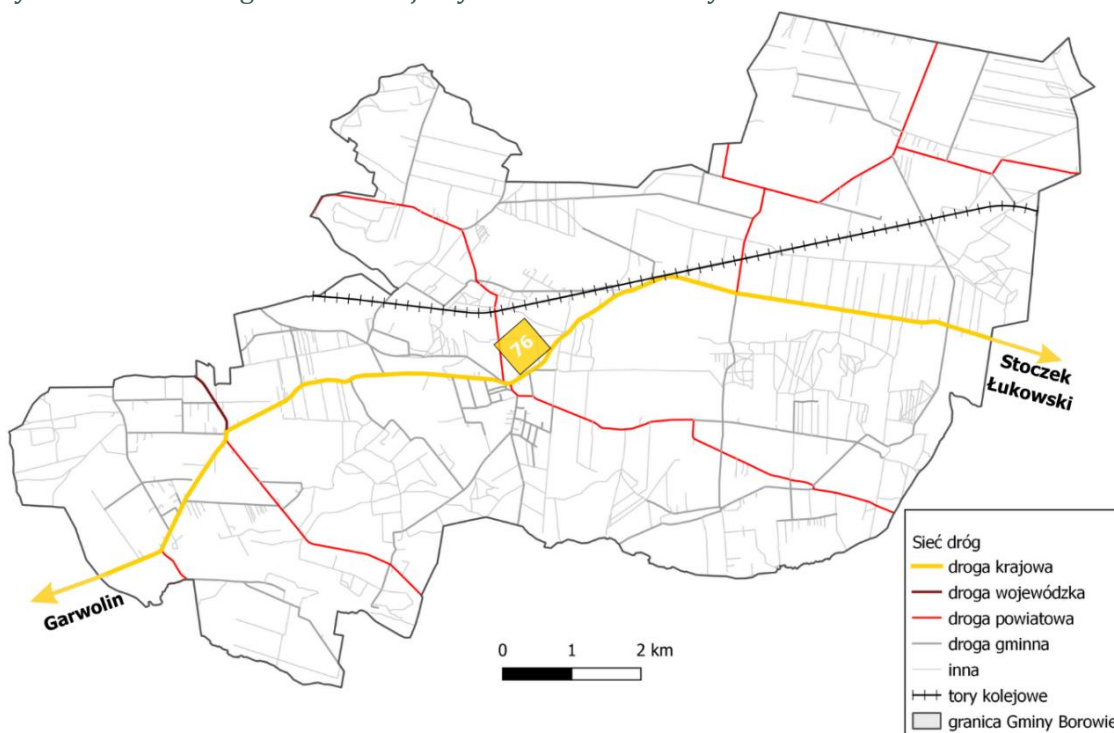 76
Stoczek
Łukowski
Garwolin
0 1 2 km
Sieć dróg
droga krajowa
droga wojewódzka
droga powiatowa
droga gminna
inna
tory kolejowe
granica Gminy Borowie